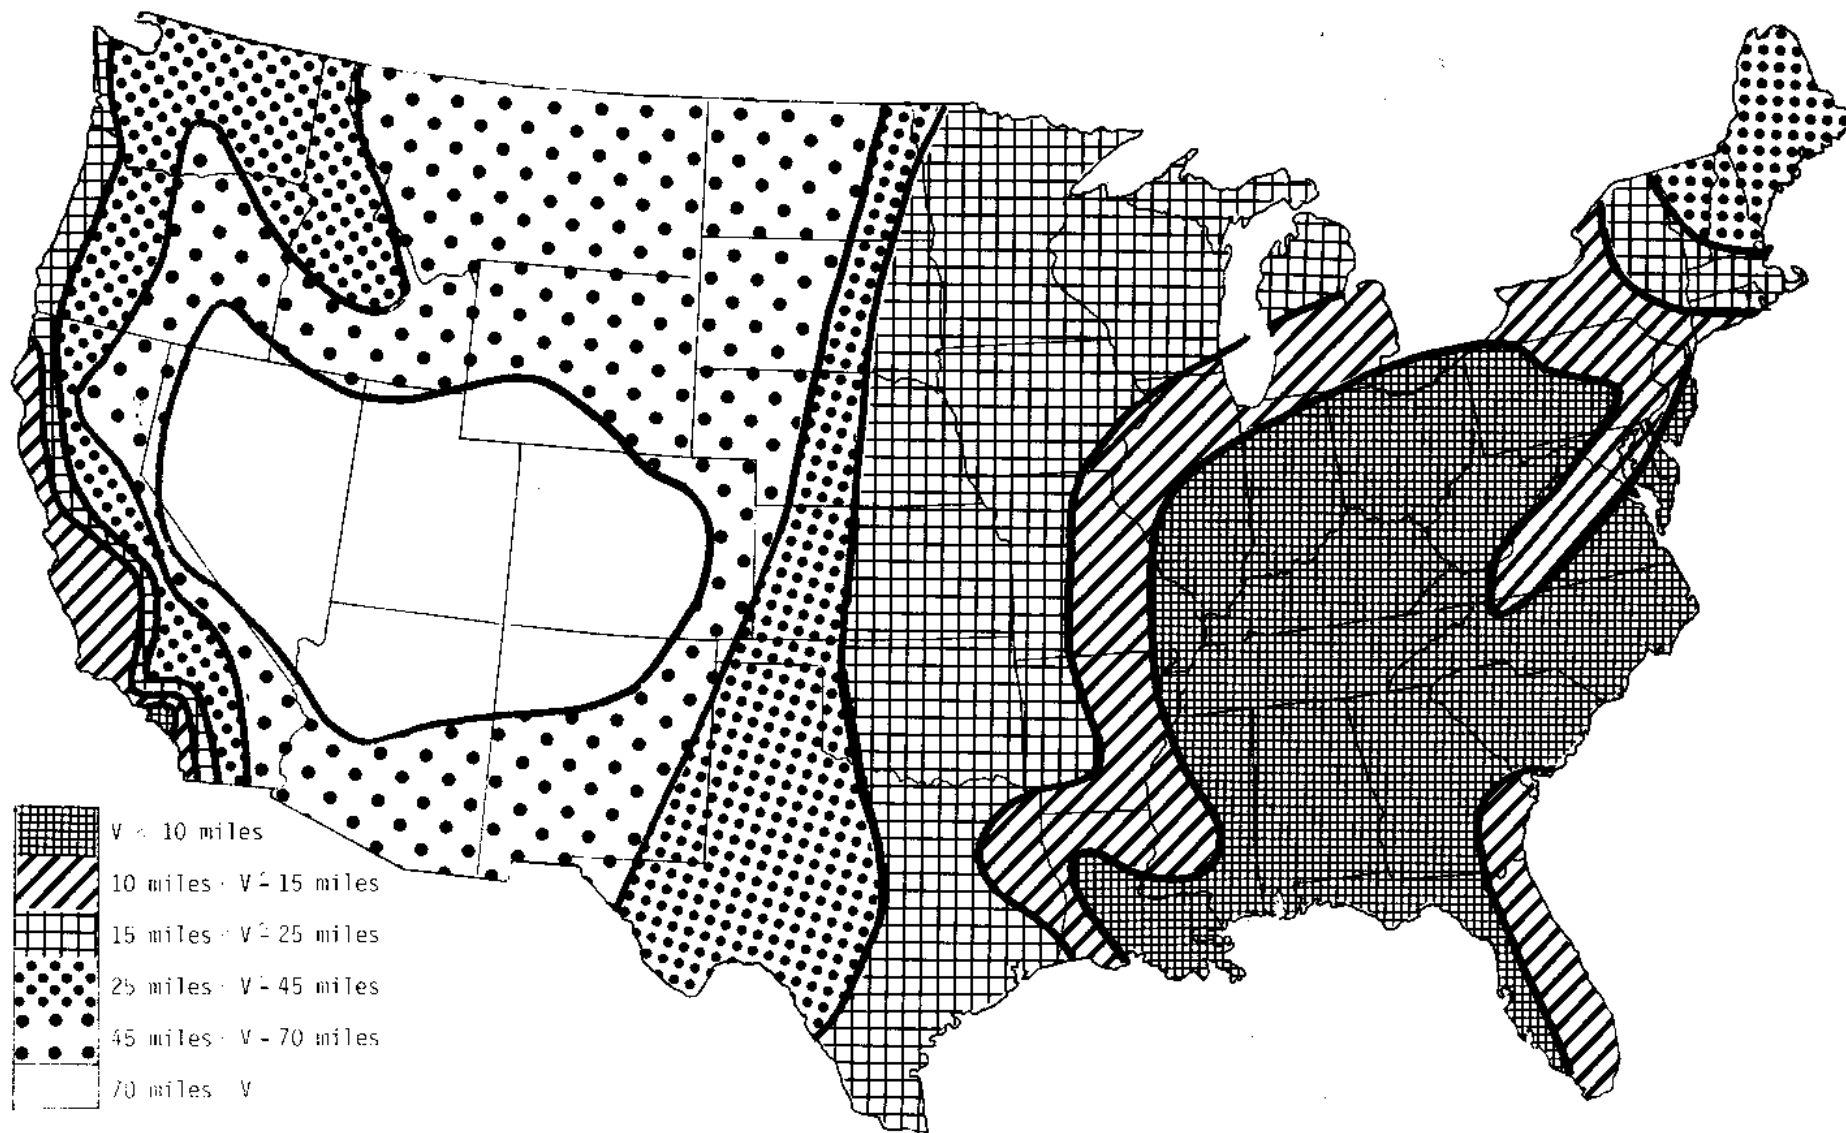 V < 10 miles
10 miles < V ≤ 15 miles
15 miles < V ≤ 25 miles
25 miles < V ≤ 45 miles
45 miles < V ≤ 70 miles
70 miles V